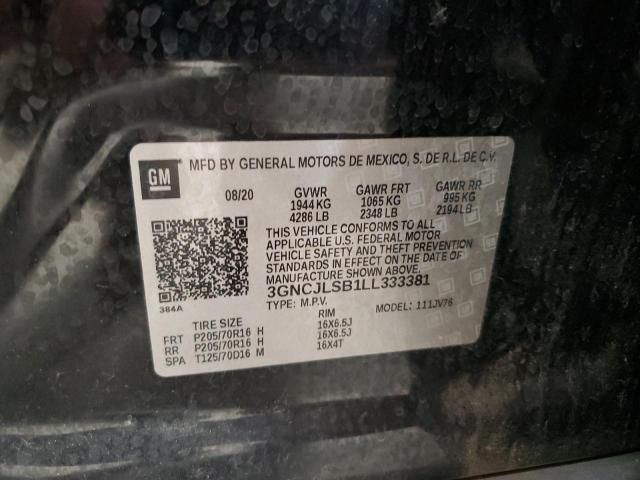 GM MFD BY GENERAL MOTORS DE MEXICO, S. DE R.L. DE C.V.
08/20 GVWR GAWR FRT GAWR RR
1944 KG 1065 KG 995 KG
4286 LB 2348 LB 2194 LB
THIS VEHICLE CONFORMS TO ALL
APPLICABLE U.S. FEDERAL MOTOR
VEHICLE SAFETY AND THEFT PREVENTION
STANDARDS IN EFFECT ON THE DATE OF
MANUFACTURE SHOWN ABOVE.
384A 3GNCJLSB1LL333381
TYPE: M.P.V. MODEL: 111JV76
TIRE SIZE RIM
FRT P205/70R16 H 16X6.5J
RR P205/70R16 H 16X6.5J
SPA T125/70D16 M 16X4T